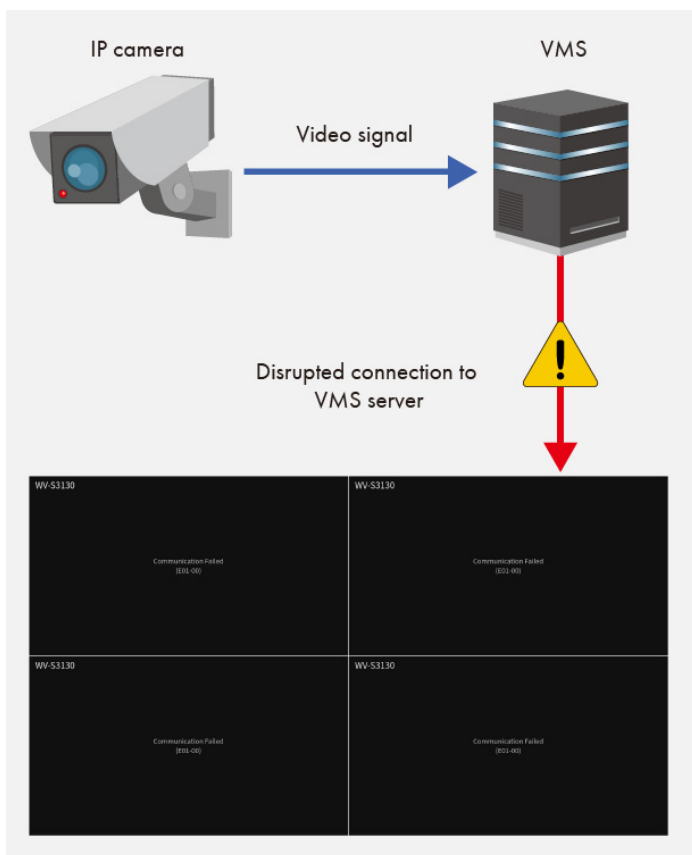 IP camera
VMS
Video signal
Disrupted connection to
VMS server
WV-S3130
WV-S3130
Communication Failed
(E01-00)
Communication Failed
(E01-00)
WV-S3130
WV-S3130
Communication Failed
(E01-00)
Communication Failed
(E01-00)